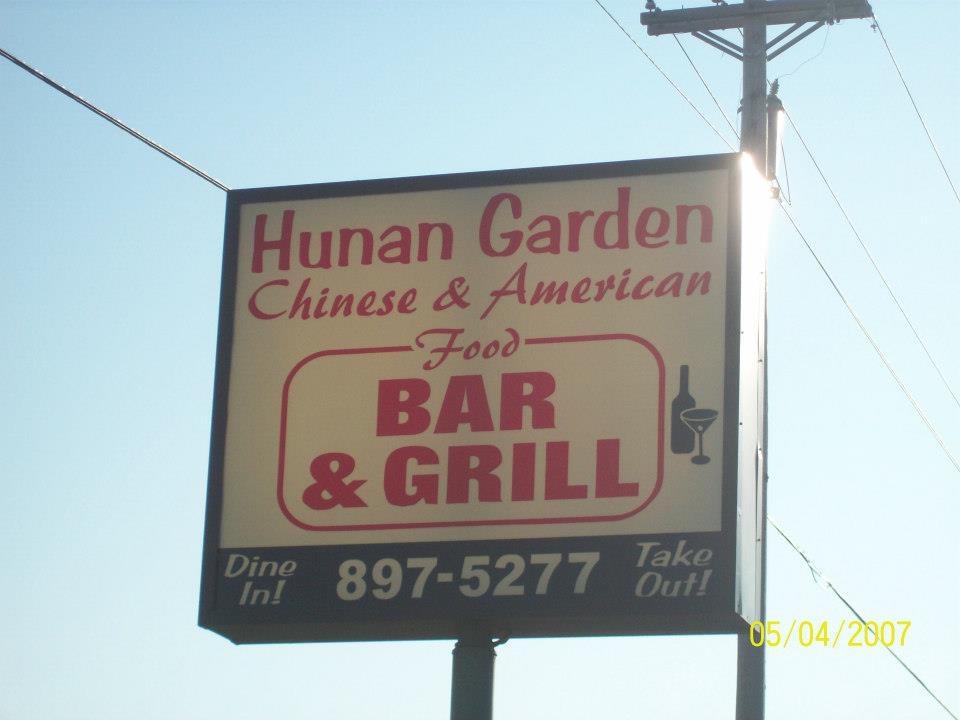 Hunan Garden
Chinese & American
Food
BAR
& GRILL
Dine In!
897-5277
Take Out!
05/04/2007